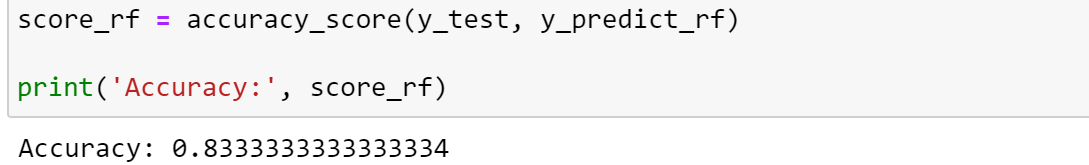 score_rf = accuracy_score(y_test, y_predict_rf)
print('Accuracy:', score_rf)
Accuracy: 0.8333333333333334